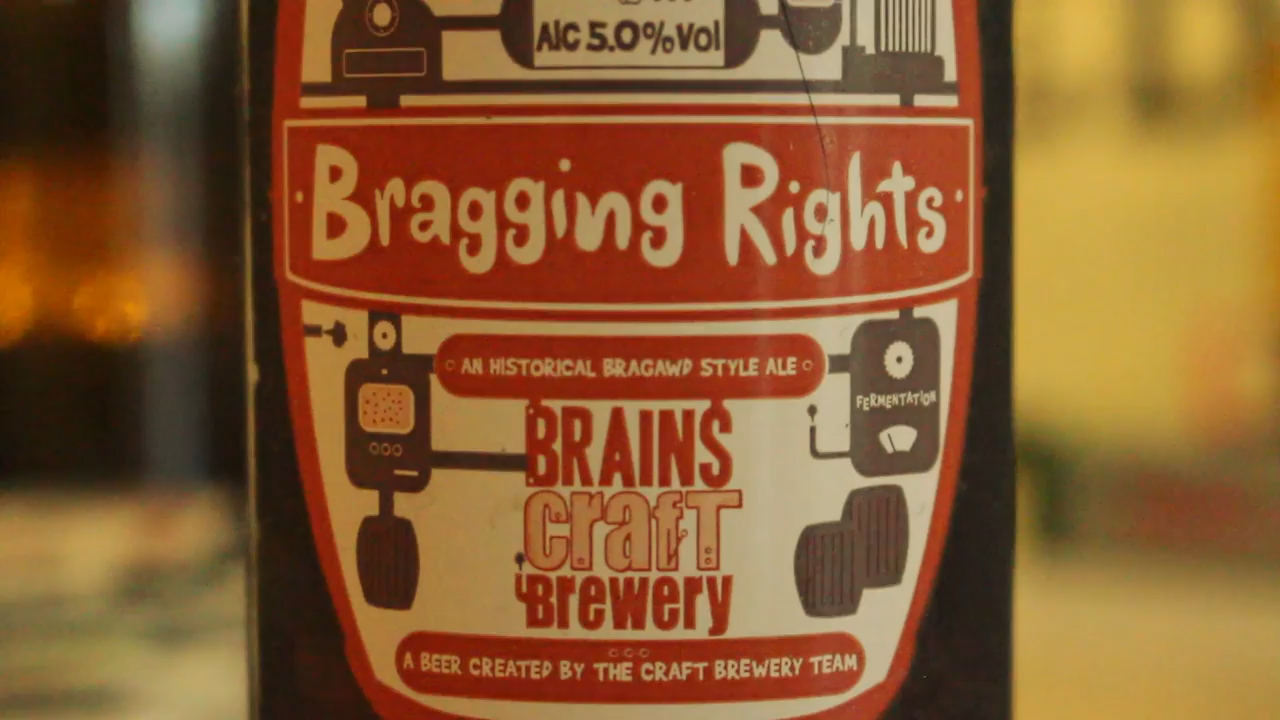 Alc 5.0%Vol
Bragging Rights
AN HISTORICAL BRAGAWD STYLE ALE
FERMENTATION
BRAINS
craft
Brewery
A BEER CREATED BY THE CRAFT BREWERY TEAM